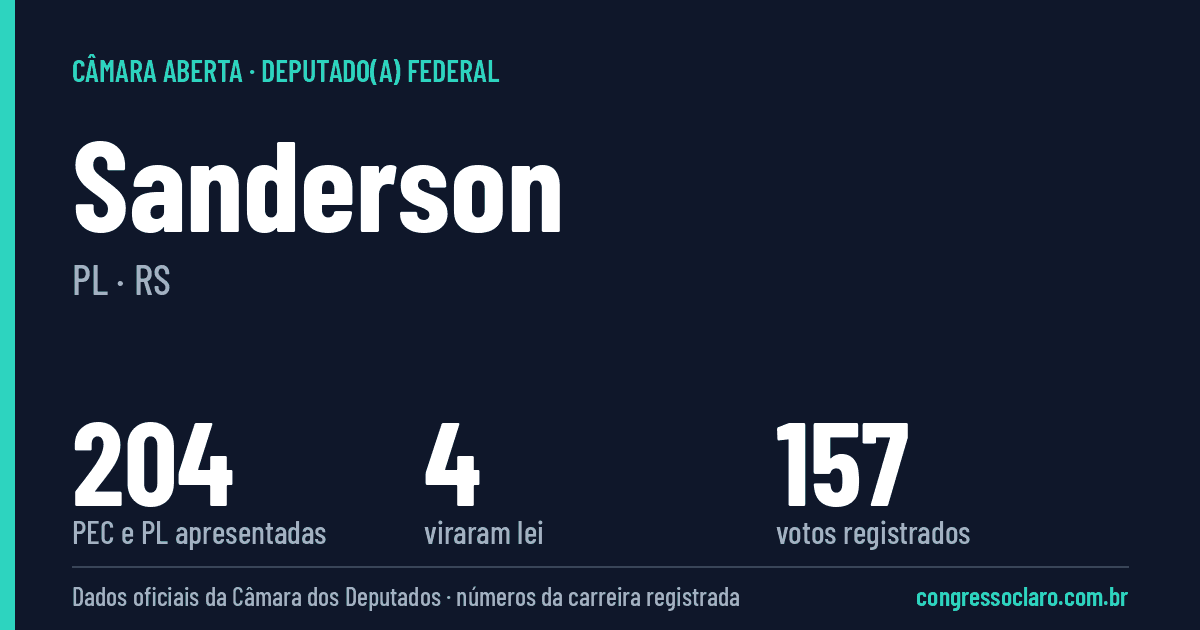 CÂMARA ABERTA · DEPUTADO(A) FEDERAL
Sanderson
PL · RS
204 4 157
PEC e PL apresentadas viraram lei votos registrados
Dados oficiais da Câmara dos Deputados · números da carreira registrada congressoclaro.com.br